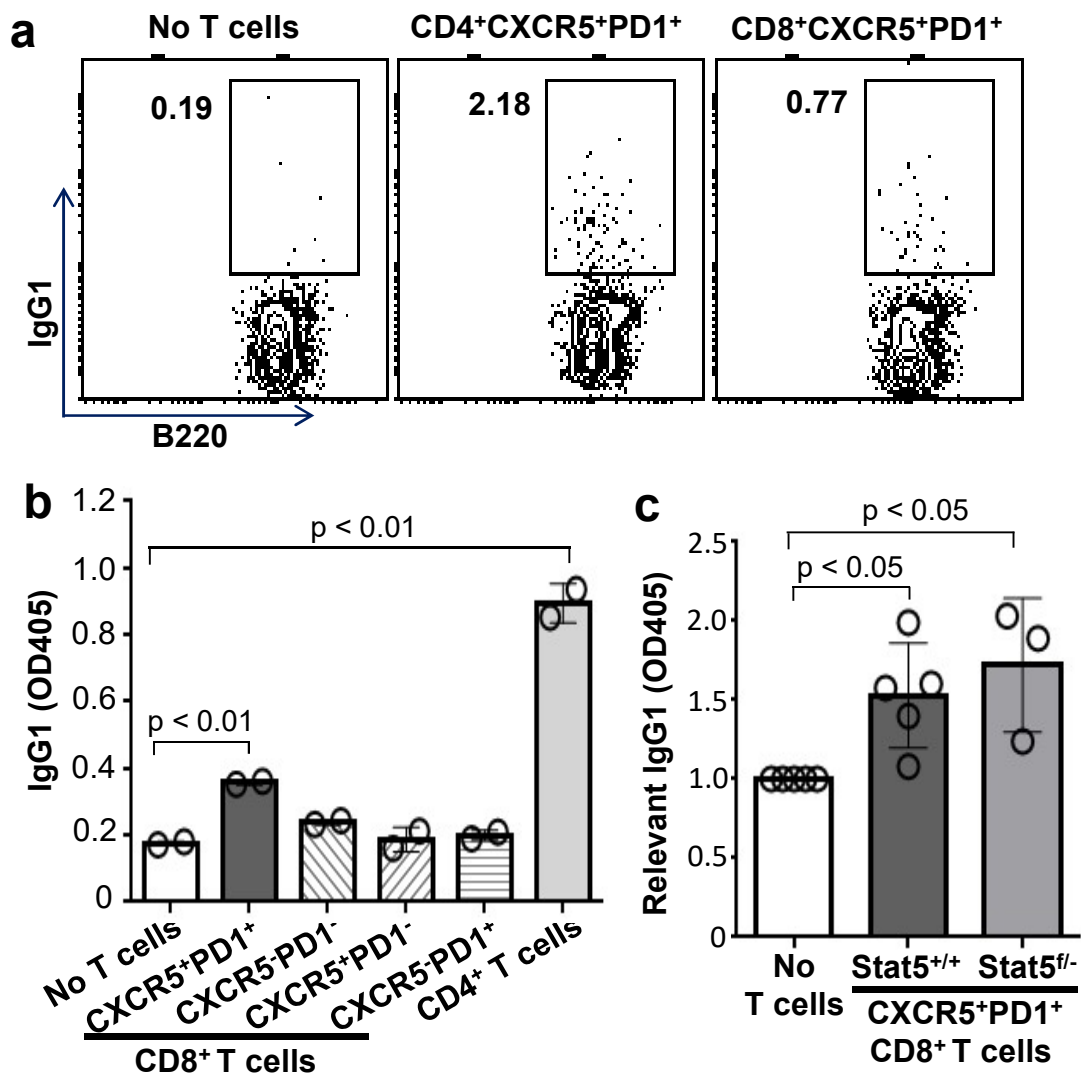 a
No T cells
CD4⁺CXCR5⁺PD1⁺
CD8⁺CXCR5⁺PD1⁺
0.19
2.18
0.77
IgG1
B220
b
1.2
1.0
0.8
0.6
0.4
0.2
0
IgG1 (OD405)
p < 0.01
p < 0.01
No T cells
CXCR5⁺PD1⁺
CXCR5⁻PD1⁻
CXCR5⁺PD1⁻
CXCR5⁻PD1⁺
CD4⁺ T cells
CD8⁺ T cells
c
2.5
2.0
1.5
1.0
0.5
0
Relevant IgG1 (OD405)
p < 0.05
p < 0.05
No
T cells
Stat5⁺/⁺
Stat5ᶠ/⁻
CXCR5⁺PD1⁺
CD8⁺ T cells